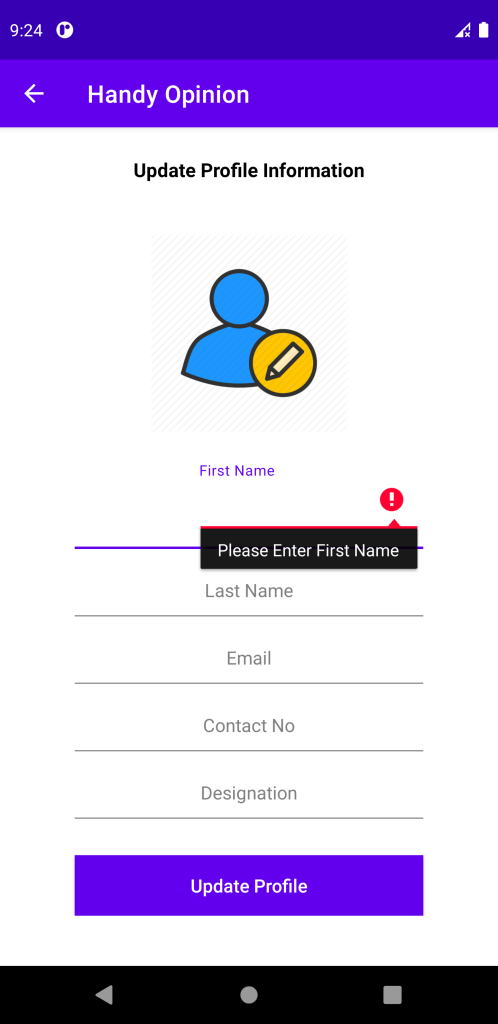 9:24
Handy Opinion
Update Profile Information
First Name
Please Enter First Name
Last Name
Email
Contact No
Designation
Update Profile